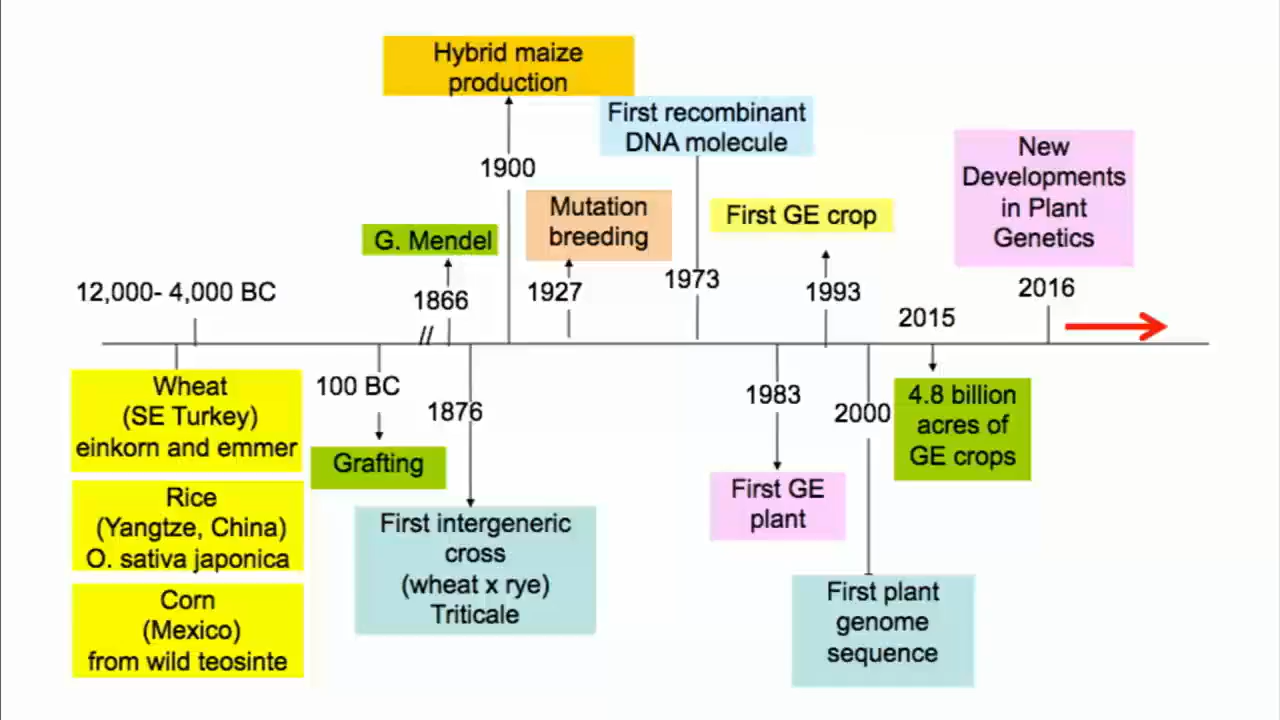 Hybrid maize
production
First recombinant
DNA molecule
1900
New
Developments
in Plant
Genetics
Mutation
breeding
First GE crop
G. Mendel
12,000- 4,000 BC
1866
1927
1973
1993
2015
2016
//
Wheat
(SE Turkey)
einkorn and emmer
100 BC
Grafting
1876
1983
2000
4.8 billion
acres of
GE crops
Rice
(Yangtze, China)
O. sativa japonica
First intergeneric
cross
(wheat x rye)
Triticale
First GE
plant
Corn
(Mexico)
from wild teosinte
First plant
genome
sequence